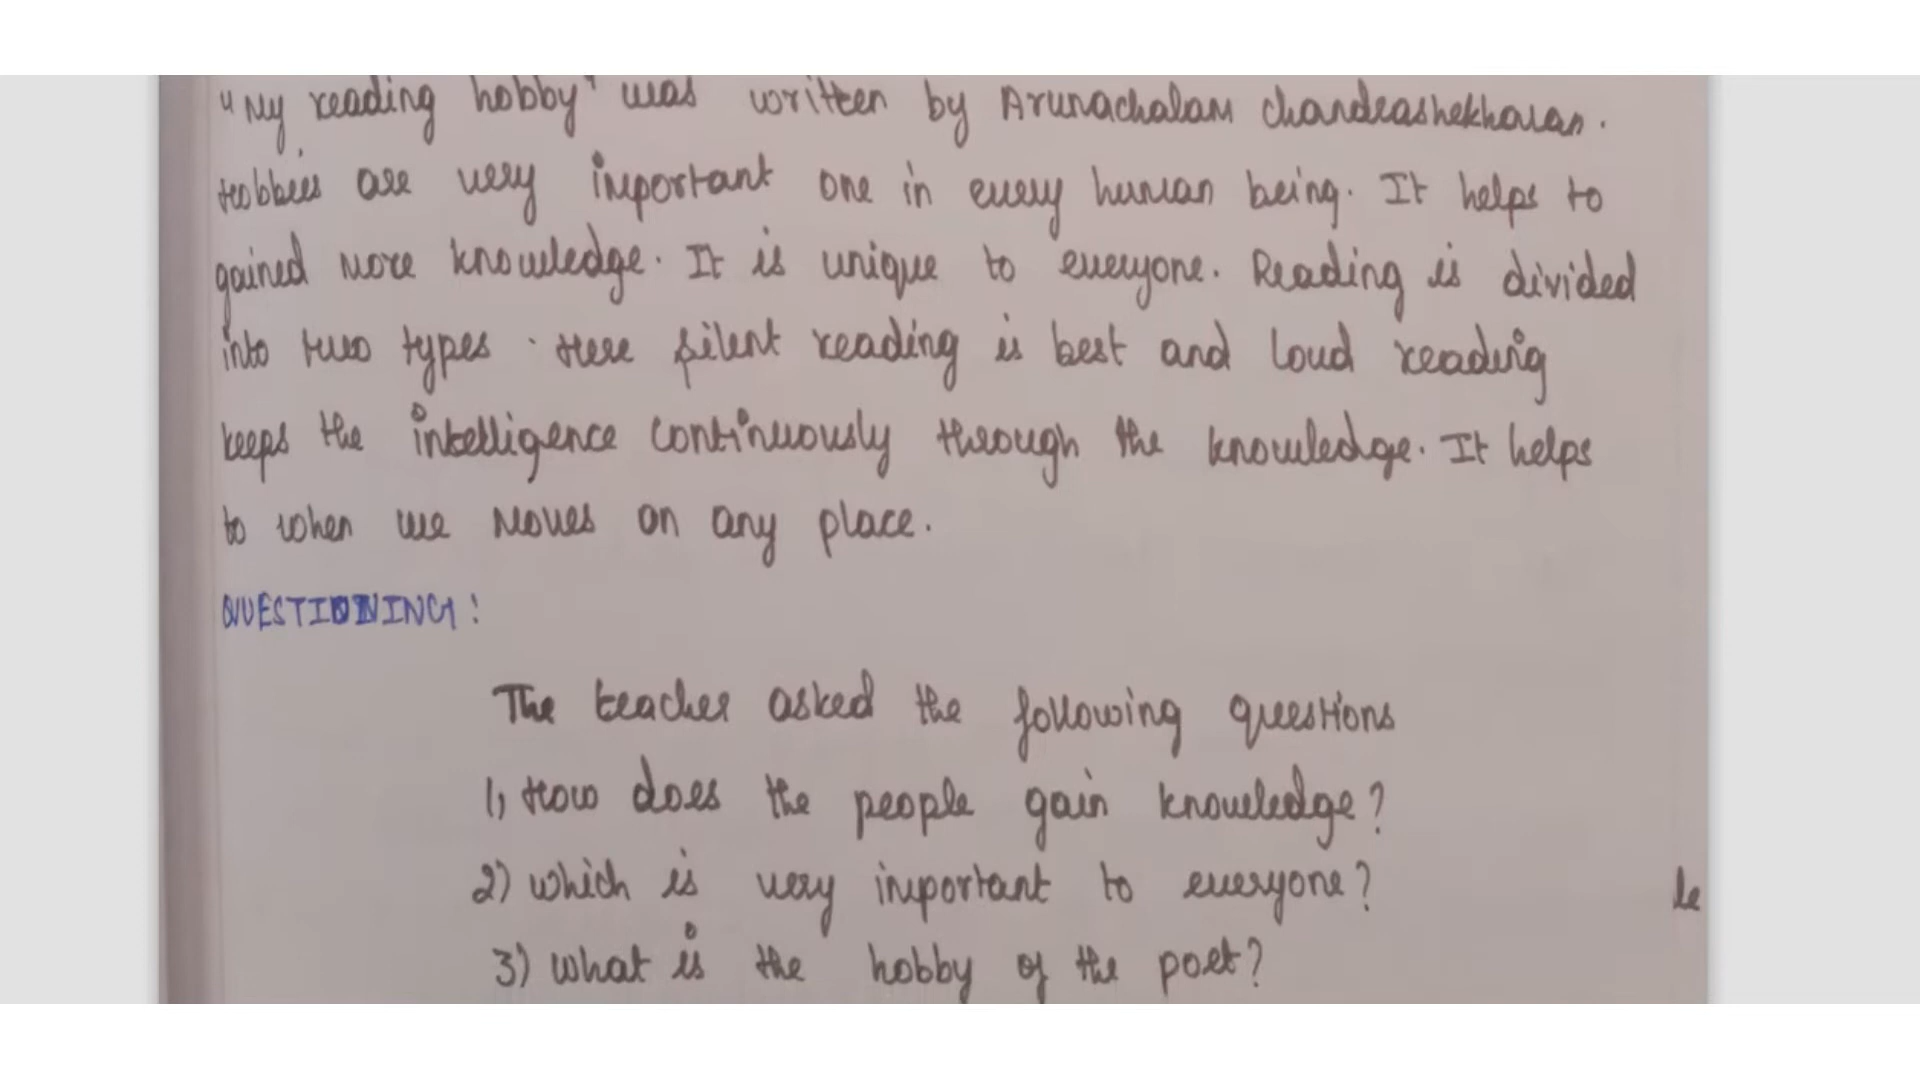 "My reading hobby" was written by Arunachalam chandrashekharan.
Hobbies are very important one in every human being. It helps to
gained more knowledge. It is unique to everyone. Reading is divided
into two types. Here silent reading is best and loud reading
keeps the intelligence continuously through the knowledge. It helps
to when we moves on any place.
QUESTIONING:
The teacher asked the following questions
1) How does the people gain knowledge?
2) which is very important to everyone?
le
3) what is the hobby of the poet?